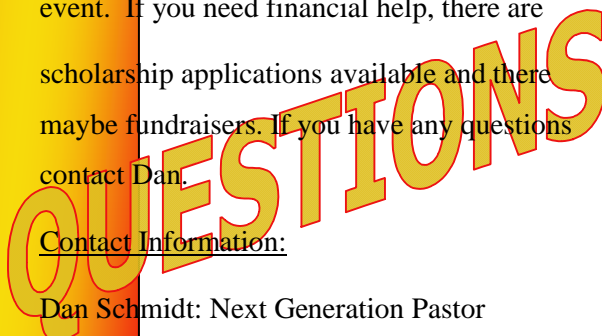 event. If you need financial help, there are
scholarship applications available and there
maybe fundraisers. If you have any questions
contact Dan.
QUESTIONS
Contact Information:
Dan Schmidt: Next Generation Pastor